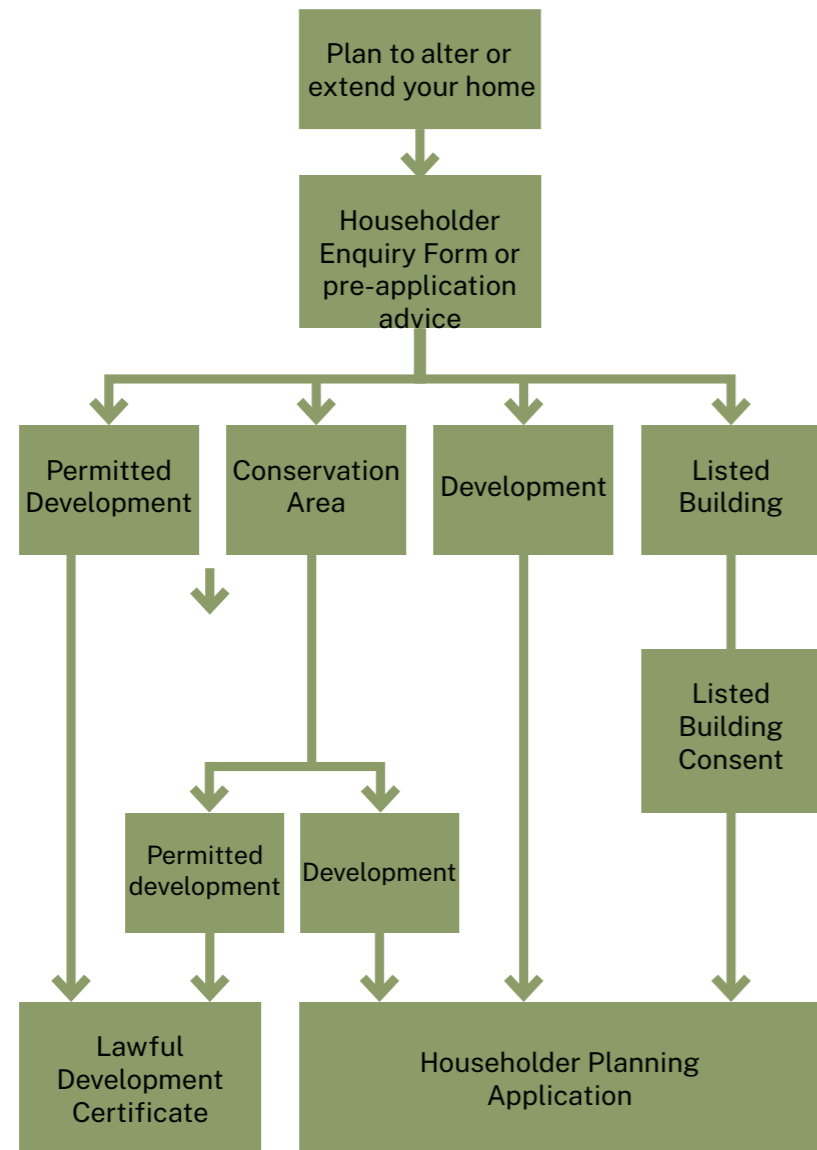 Plan to alter or
extend your home
Householder
Enquiry Form or
pre-application
advice
Permitted
Development
Conservation
Area
Development
Listed
Building
Listed
Building
Consent
Permitted
development
Development
Lawful
Development
Certificate
Householder Planning
Application